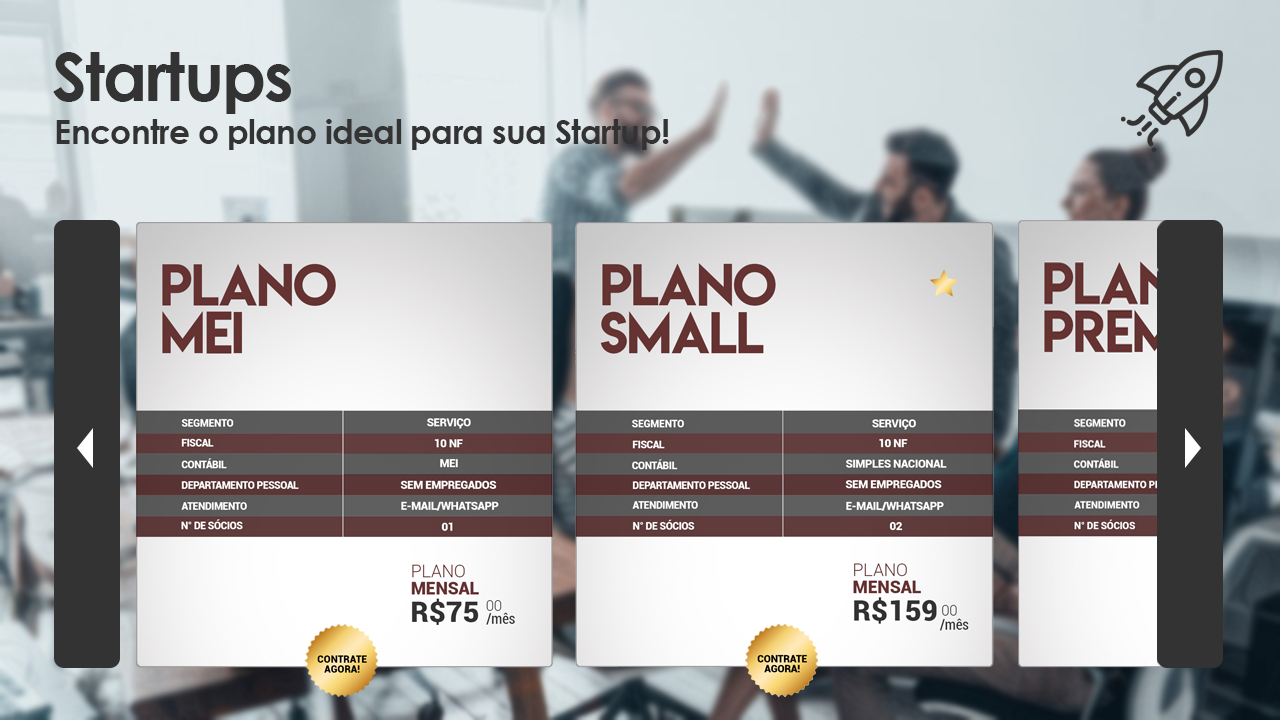 Startups
Encontre o plano ideal para sua Startup!
PLANO
MEI
SEGMENTO SERVIÇO
FISCAL 10 NF
CONTÁBIL MEI
DEPARTAMENTO PESSOAL SEM EMPREGADOS
ATENDIMENTO E-MAIL/WHATSAPP
N° DE SÓCIOS 01
PLANO
MENSAL
R$75 00
/mês
CONTRATE
AGORA!
PLANO
SMALL
SEGMENTO SERVIÇO
FISCAL 10 NF
CONTÁBIL SIMPLES NACIONAL
DEPARTAMENTO PESSOAL SEM EMPREGADOS
ATENDIMENTO E-MAIL/WHATSAPP
N° DE SÓCIOS 02
PLANO
MENSAL
R$159 00
/mês
CONTRATE
AGORA!
PLAN
PREM
SEGMENTO
FISCAL
CONTÁBIL
DEPARTAMENTO P
ATENDIMENTO
N° DE SÓCIOS